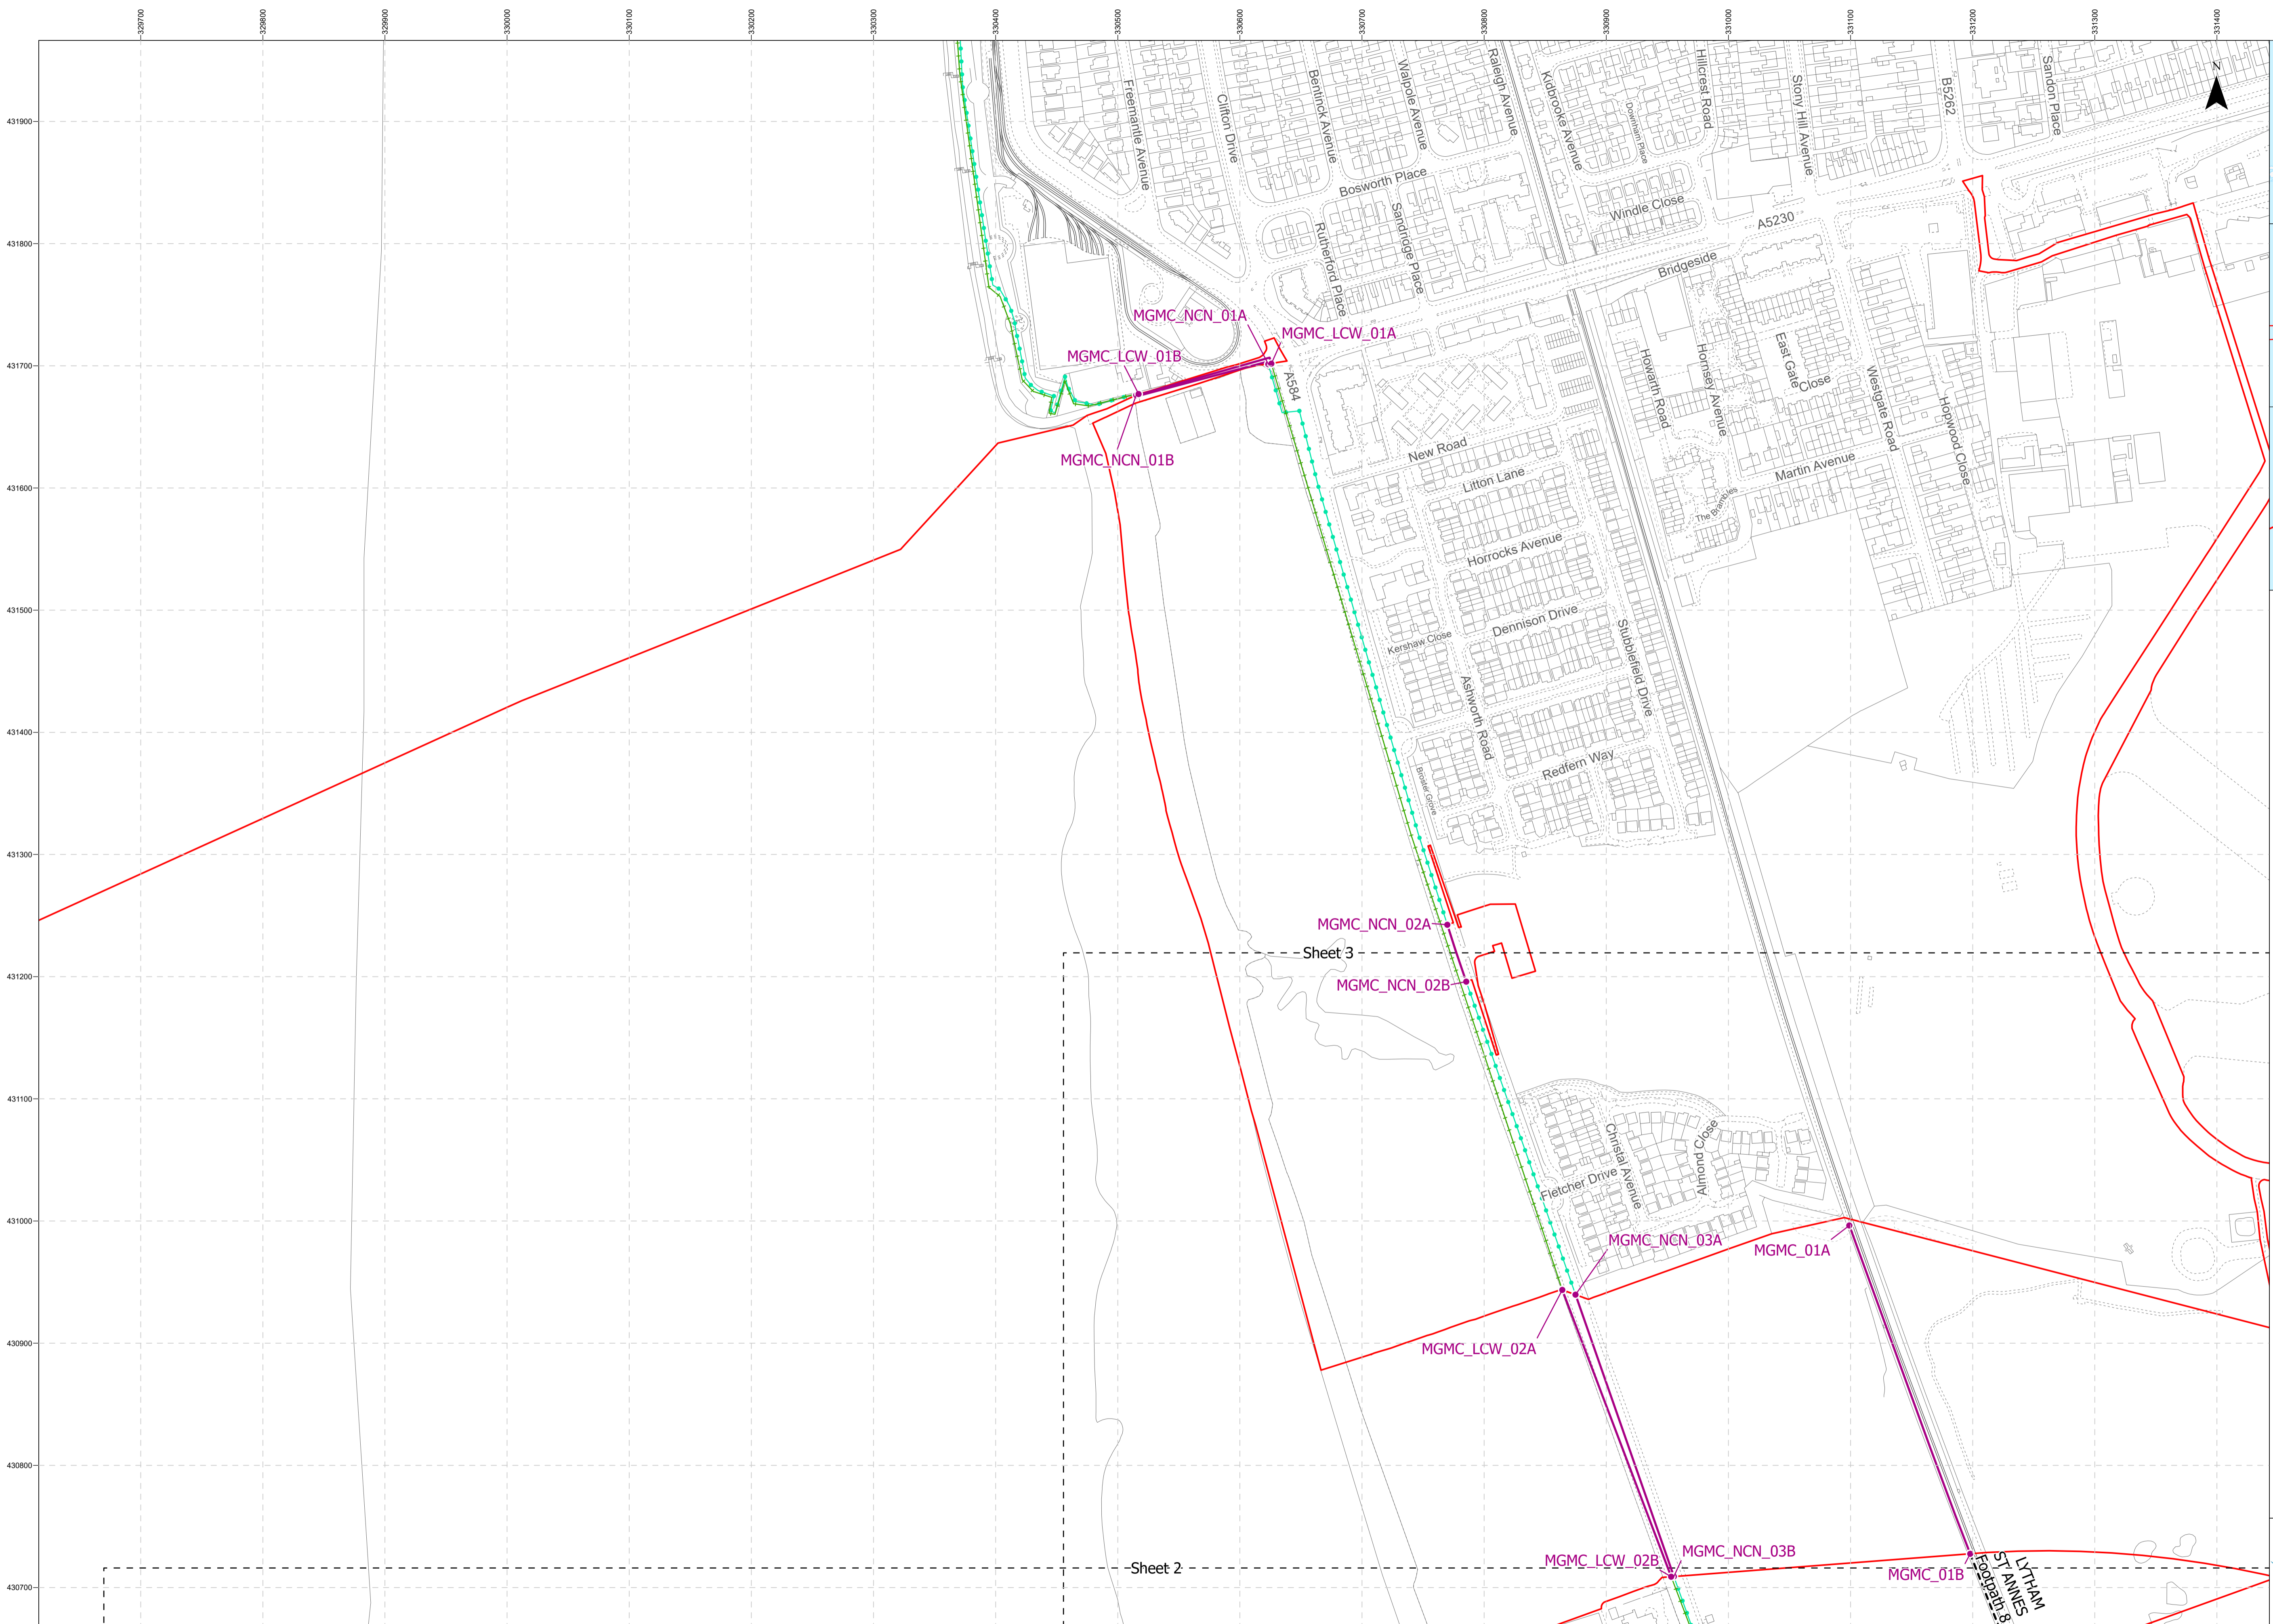 329700
329800
329900
330000
330100
330200
330300
330400
330500
330600
330700
330800
330900
331000
331100
331200
331300
331400
N
431900
431800
431700
431600
431500
431400
431300
431200
431100
431000
430900
430800
430700
Freemantle Avenue
Clifton Drive
Bentinck Avenue
Walpole Avenue
Raleigh Avenue
Kidbrooke Avenue
Downham Place
Hillcrest Road
Stony Hill Avenue
B5262
Sandon Place
Bosworth Place
Windle Close
Sandridge Place
Rutherford Place
A5230
Bridgeside
MGMC_NCN_01A
MGMC_LCW_01A
MGMC_LCW_01B
MGMC_NCN_01B
A584
Howarth Road
Hornsey Avenue
East Gate
Close
Westgate Road
Hopwood Close
New Road
Litton Lane
Martin Avenue
The Brambles
Horrocks Avenue
Dennison Drive
Kershaw Close
Stubblefield Drive
Ashworth Road
Redfern Way
Broster Grove
MGMC_NCN_02A
Sheet 3
MGMC_NCN_02B
Christal Avenue
Almond Close
Fletcher Drive
MGMC_NCN_03A
MGMC_01A
MGMC_LCW_02A
MGMC_LCW_02B
MGMC_NCN_03B
Sheet 2
MGMC_01B
LYTHAM
ST ANNES
Footpath 8